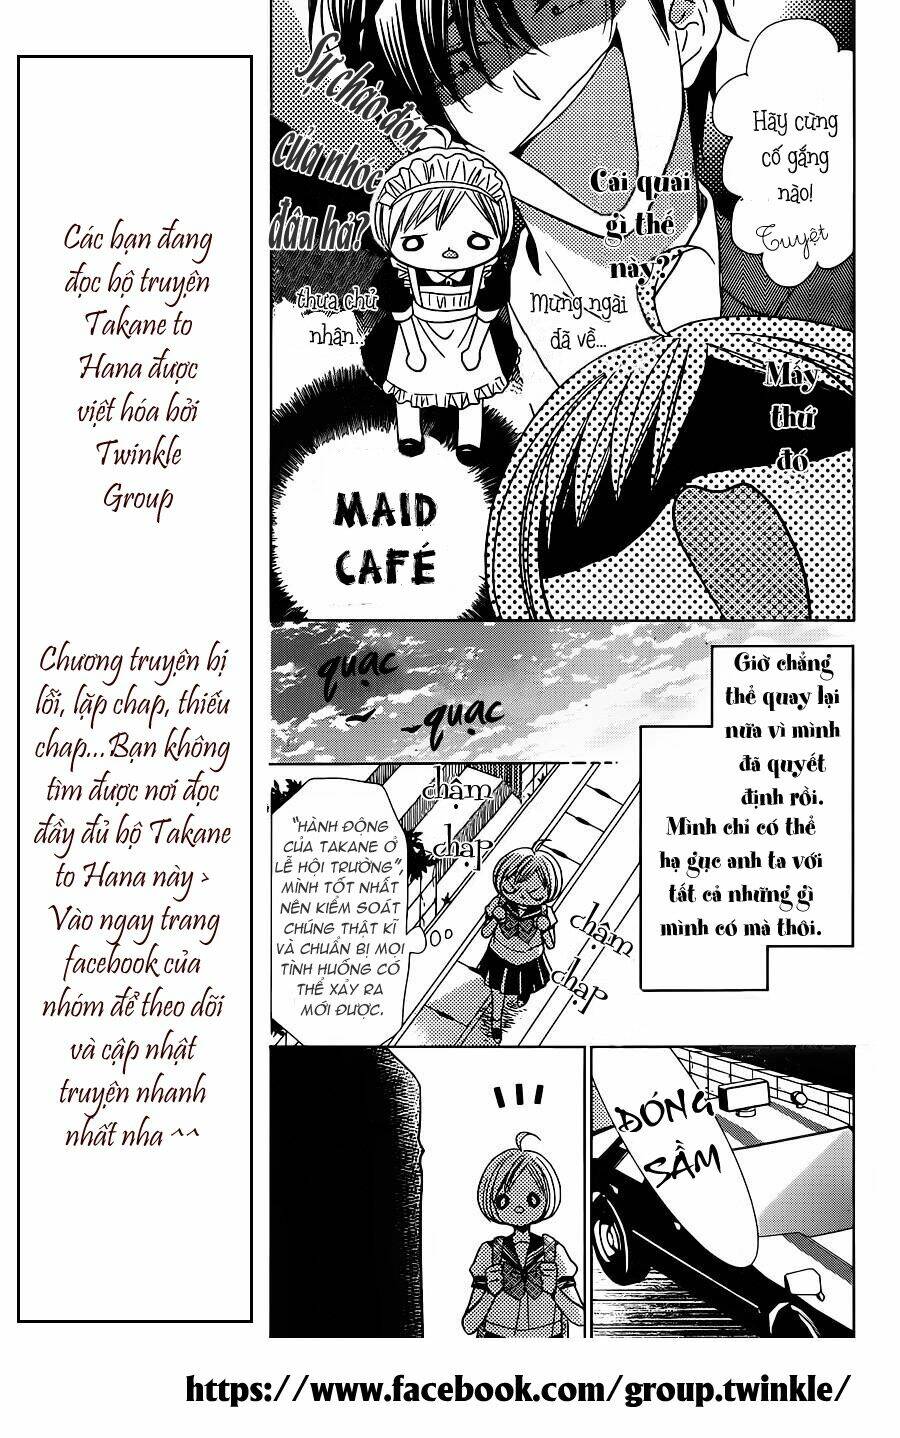 Các bạn đang
đọc bộ truyện
Takane to
Hana được
việt hóa bởi
Twinkle
Group
Chương truyện bị
lỗi, lặp chap, thiếu
chap...Bạn không
tìm được nơi đọc
đầy đủ bộ Takane
to Hana này >
Vào ngay trang
facebook của
nhóm để theo dõi
và cập nhật
truyện nhanh
nhất nha ^^
Hãy cùng
cố gắng
nào!
Tuyệt
Sự chào đón
của nhóc
đâu hả?
Cái quái
gì thế
này?
Mừng ngài
đã về...
thưa chủ
nhân...
Mấy
thứ
đó
MAID
CAFÉ
Giờ chẳng
thể quay lại
nữa vì mình
đã quyết
định rồi.
Mình chỉ có thể
hạ gục anh ta với
tất cả những gì
mình có mà thôi.
quạc
quạc
chậm
chạp
chậm
chạp
"HÀNH ĐỘNG
CỦA TAKANE Ở
LỄ HỘI TRƯỜNG",
MÌNH TỐT NHẤT
NÊN KIỂM SOÁT
CHÚNG THẬT KĨ
VÀ CHUẨN BỊ MỌI
TÌNH HUỐNG CÓ
THỂ XẢY RA
MỚI ĐƯỢC.
ĐÓNG
SẦM
https://www.facebook.com/group.twinkle/